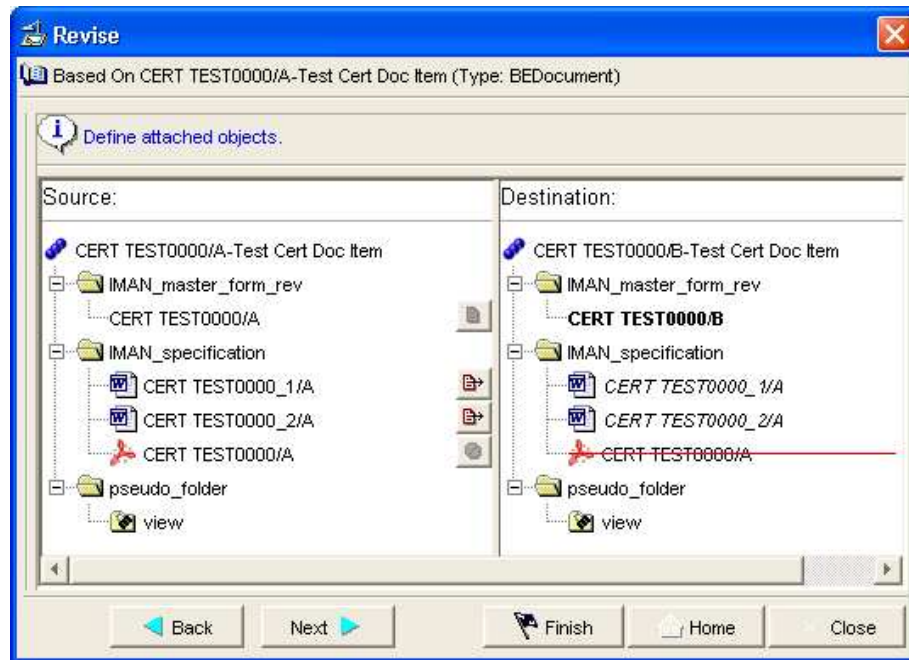 Revise
Based On CERT TEST0000/A-Test Cert Doc Item (Type: BEDocument)
Define attached objects.
Source:
CERT TEST0000/A-Test Cert Doc Item
IMAN_master_form_rev
CERT TEST0000/A
IMAN_specification
CERT TEST0000_1/A
CERT TEST0000_2/A
CERT TEST0000/A
pseudo_folder
view
Destination:
CERT TEST0000/B-Test Cert Doc Item
IMAN_master_form_rev
CERT TEST0000/B
IMAN_specification
CERT TEST0000_1/A
CERT TEST0000_2/A
CERT TEST0000/A
pseudo_folder
view
Back Next Finish Home Close